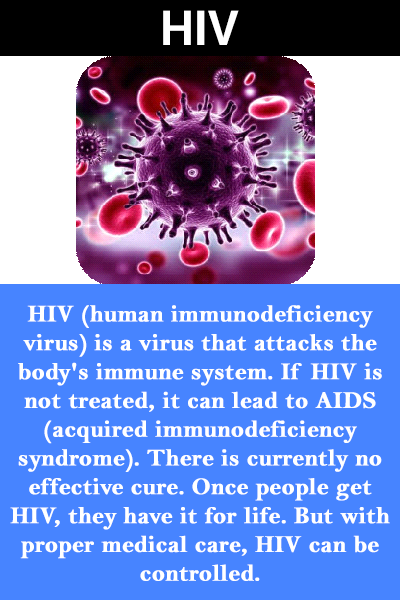 HIV
HIV (human immunodeficiency
virus) is a virus that attacks the
body's immune system. If HIV is
not treated, it can lead to AIDS
(acquired immunodeficiency
syndrome). There is currently no
effective cure. Once people get
HIV, they have it for life. But with
proper medical care, HIV can be
controlled.